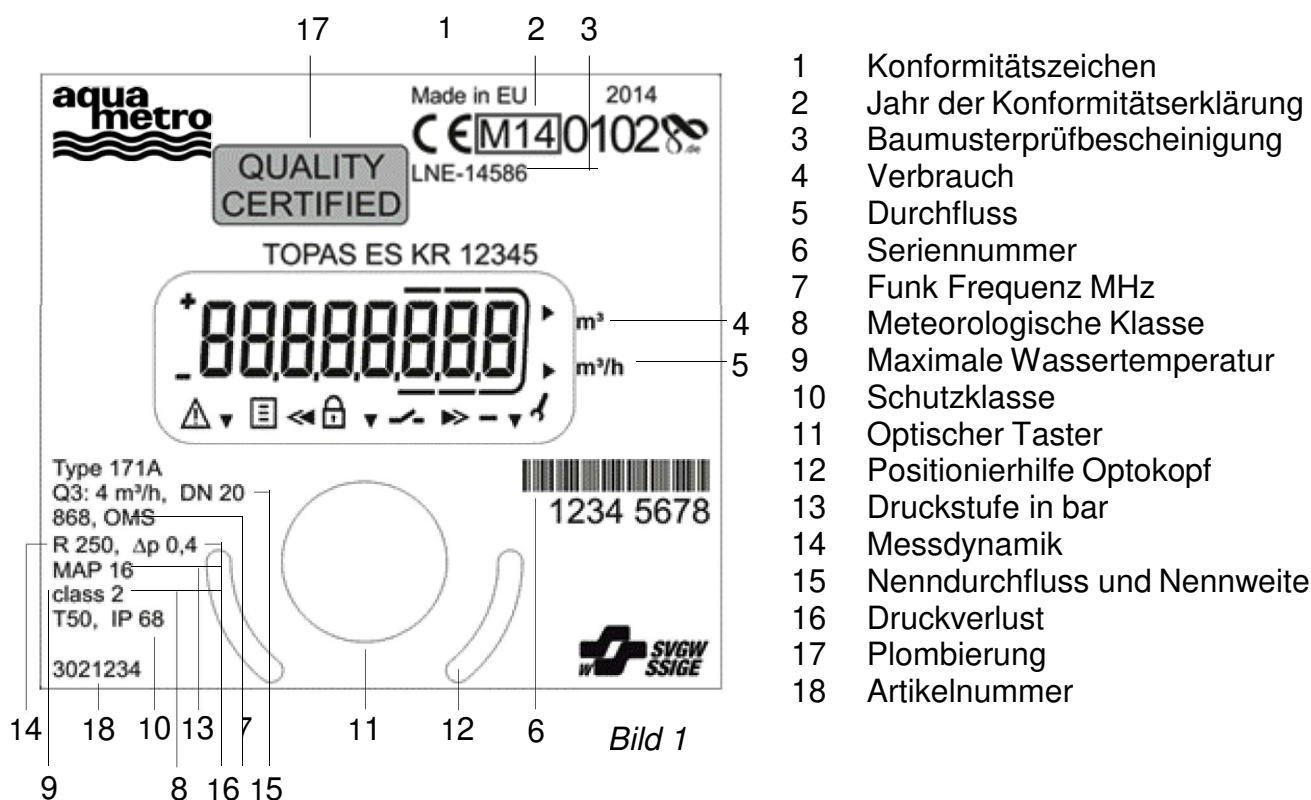 17 1 2 3
aqua
metro
Made in EU 2014
CE M14 0102 .de
LNE-14586
QUALITY
CERTIFIED
TOPAS ES KR 12345
+ 88888888 m³ 4
- m³/h 5
Type 171A
Q3: 4 m³/h, DN 20
868, OMS
R 250, Δp 0,4
MAP 16
class 2
T50, IP 68
3021234
1234 5678
W SVGW
SSIGE
14 18 10 13 7 11 12 6 Bild 1
9 8 16 15
1 Konformitätszeichen
2 Jahr der Konformitätserklärung
3 Baumusterprüfbescheinigung
4 Verbrauch
5 Durchfluss
6 Seriennummer
7 Funk Frequenz MHz
8 Meteorologische Klasse
9 Maximale Wassertemperatur
10 Schutzklasse
11 Optischer Taster
12 Positionierhilfe Optokopf
13 Druckstufe in bar
14 Messdynamik
15 Nenndurchfluss und Nennweite
16 Druckverlust
17 Plombierung
18 Artikelnummer